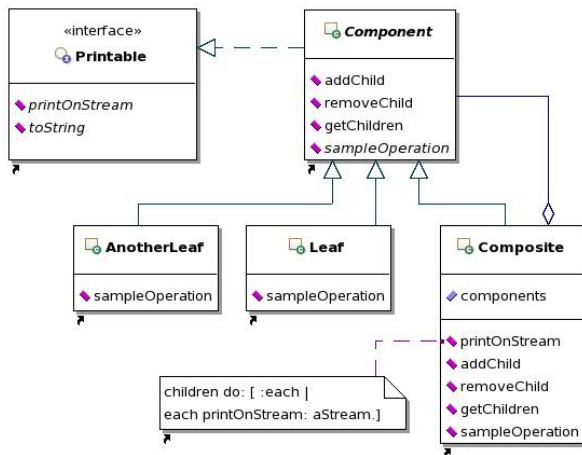 «interface»
Printable
printOnStream
toString
Component
addChild
removeChild
getChildren
sampleOperation
AnotherLeaf
sampleOperation
Leaf
sampleOperation
Composite
components
printOnStream
addChild
removeChild
getChildren
sampleOperation
children do: [ :each |
each printOnStream: aStream.]